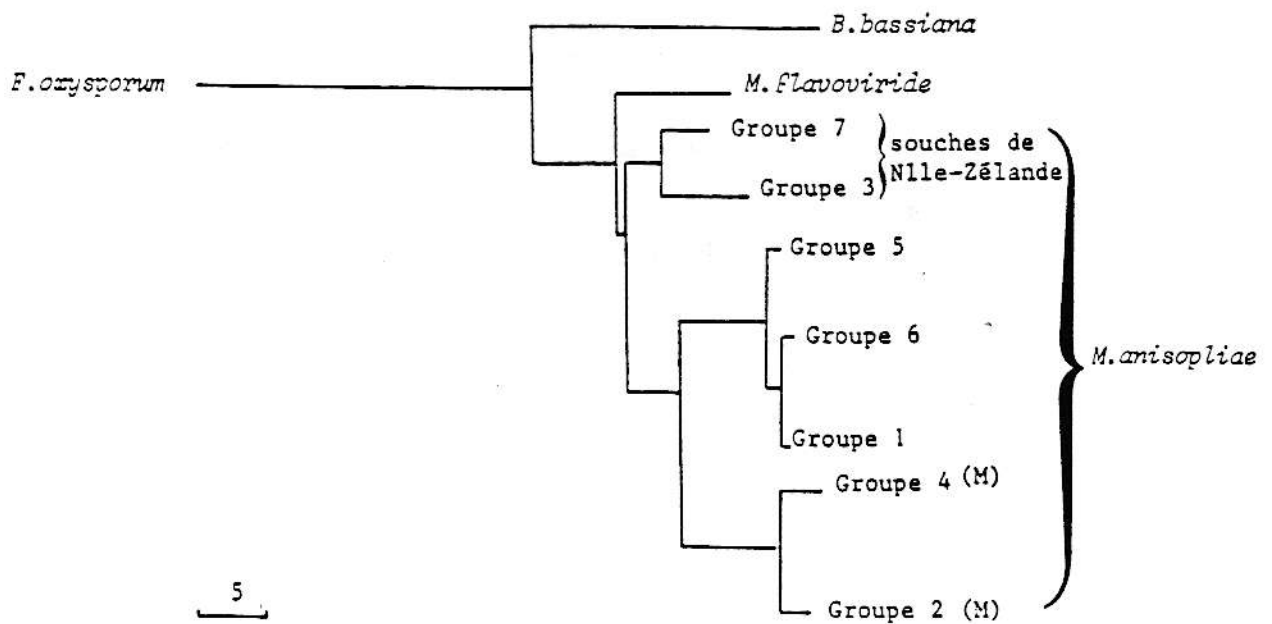 B.bassiana
F.oxysporum
M.flavoviride
Groupe 7
souches de
Nlle-Zélande
Groupe 3
Groupe 5
Groupe 6
M.anisopliae
Groupe 1
Groupe 4 (M)
5
Groupe 2 (M)